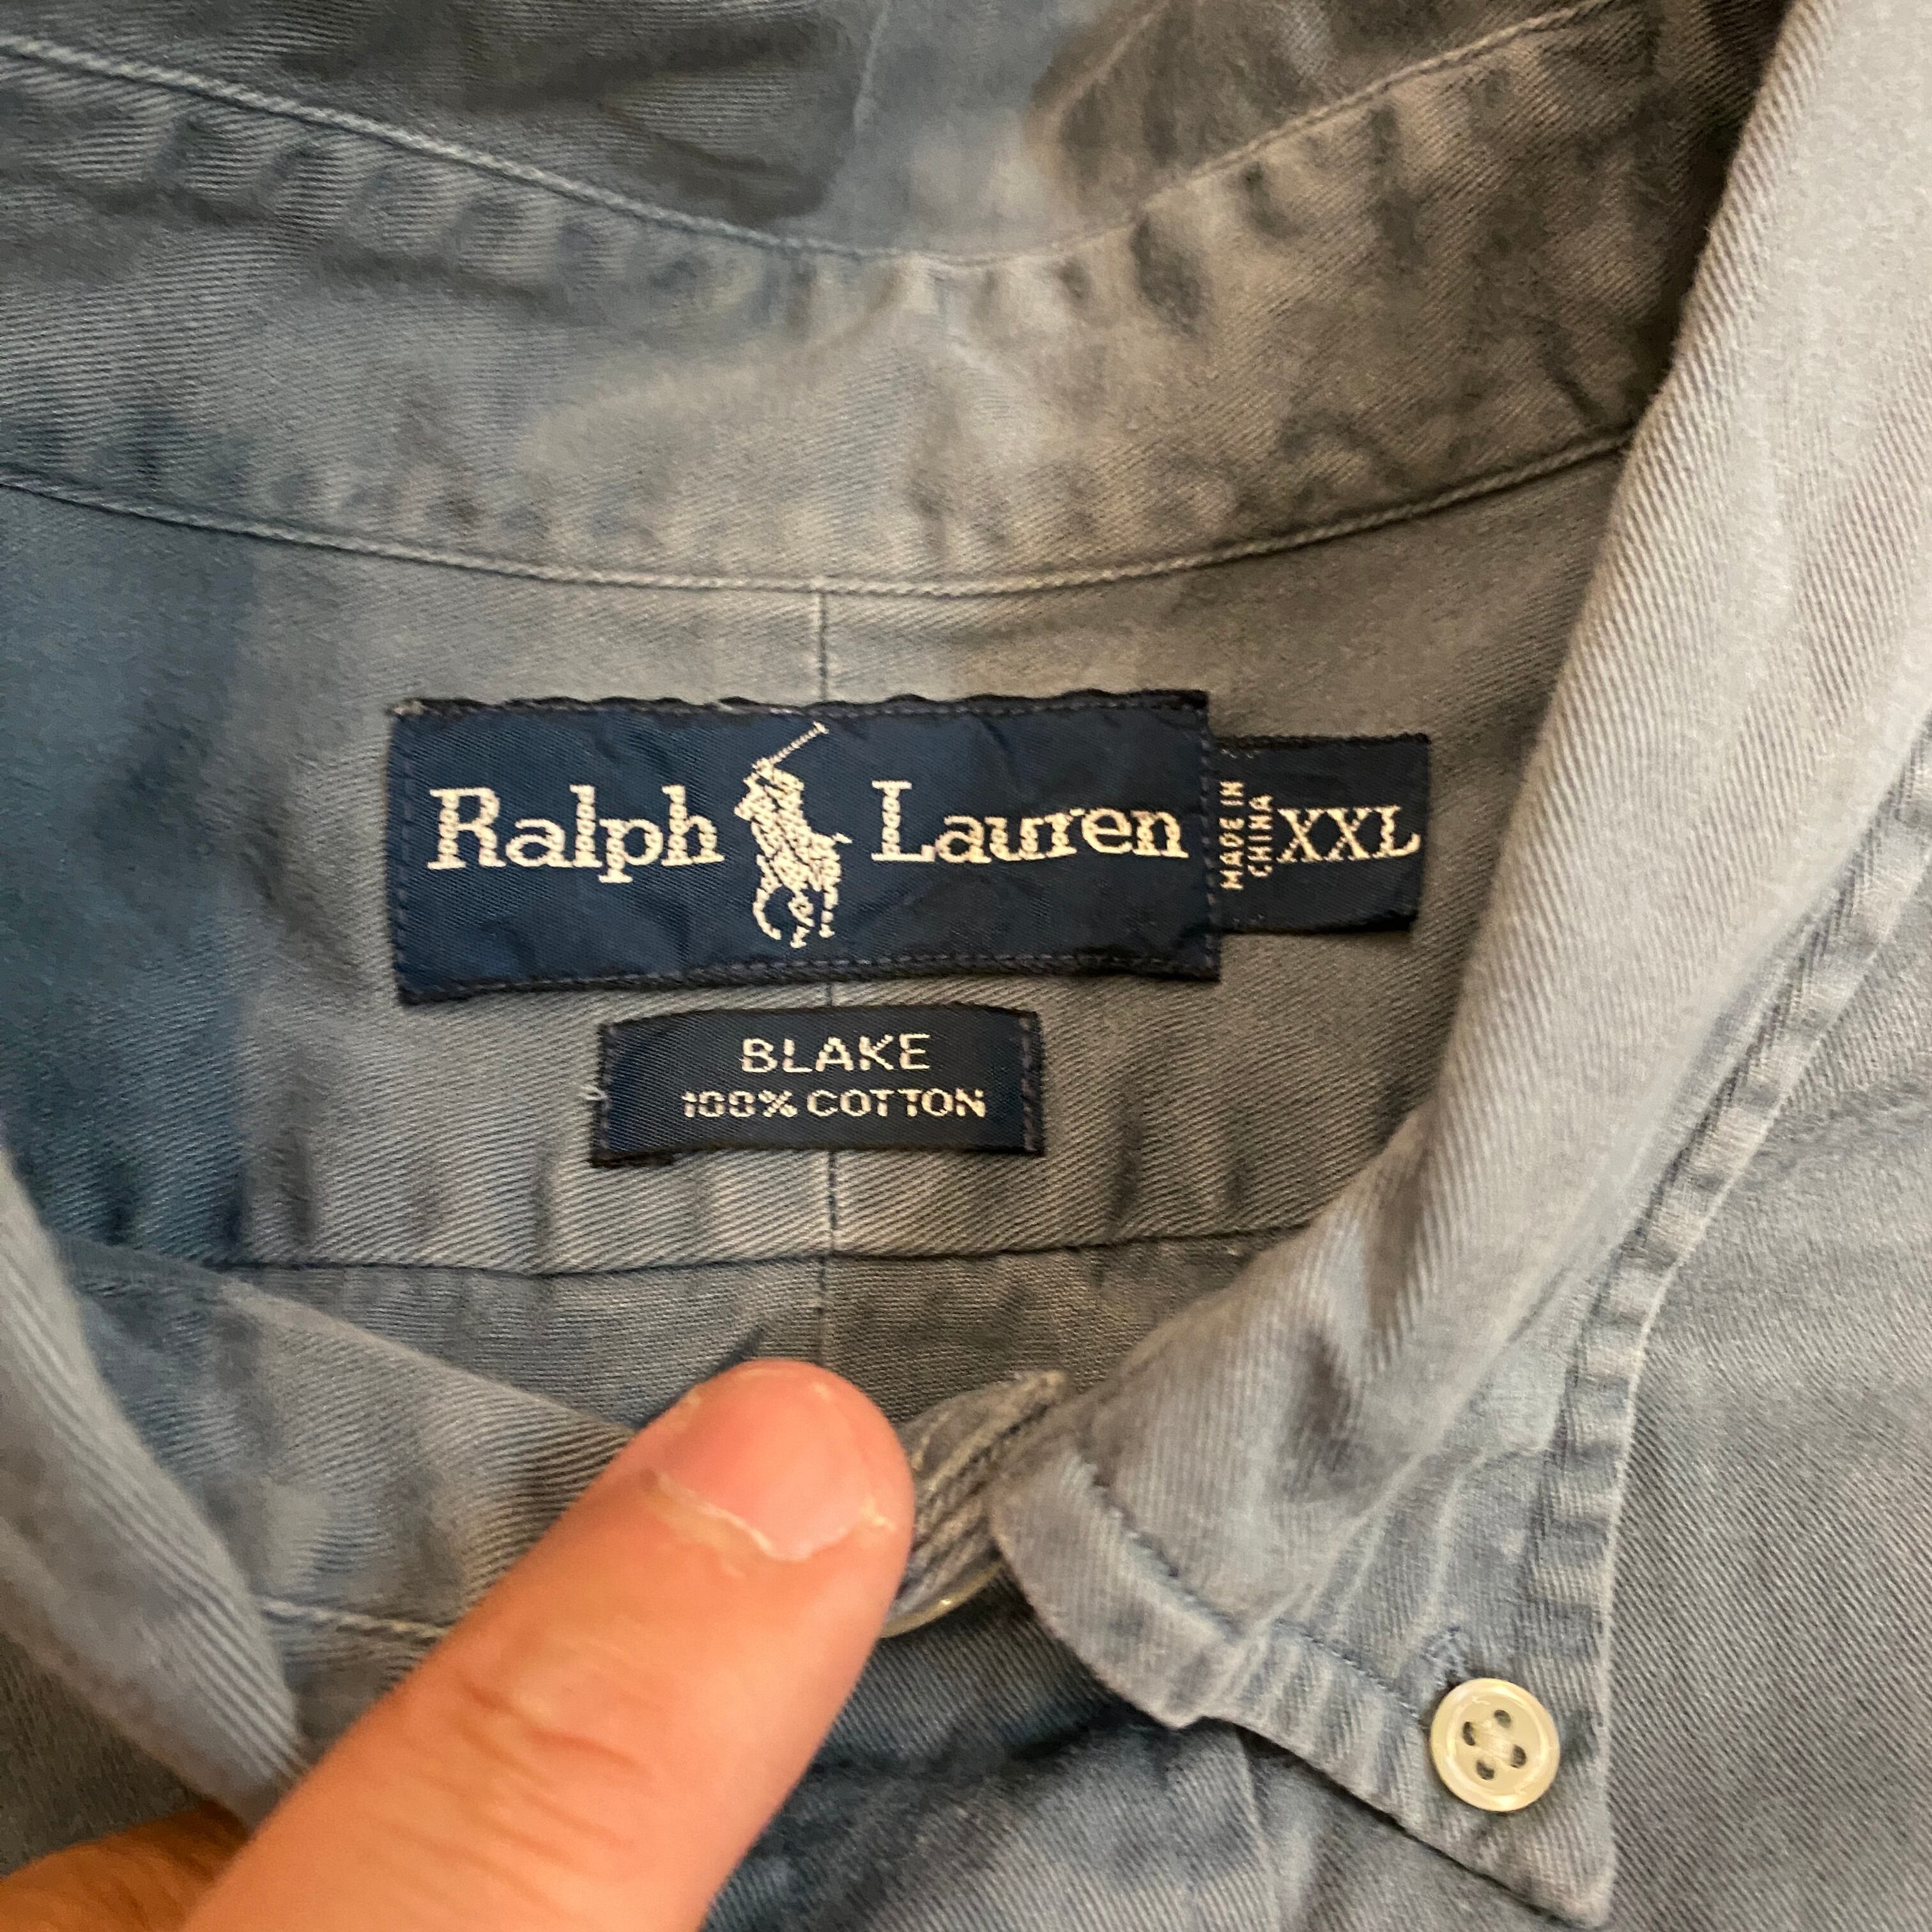 Ralph Lauren
MADE IN
CHINA
XXL
BLAKE
100% COTTON